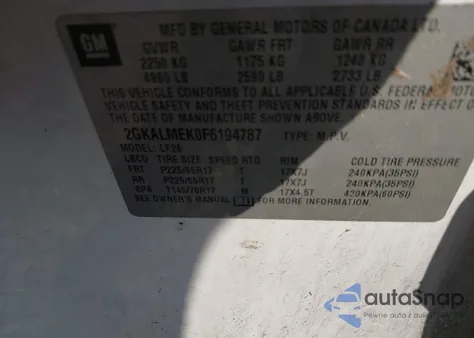 GM
MFD BY GENERAL MOTORS OF CANADA LTD.
GVWR GAWR FRT GAWR RR
2250 KG 1175 KG 1240 KG
4960 LB 2590 LB 2733 LB
THIS VEHICLE CONFORMS TO ALL APPLICABLE U.S. FEDERAL MOTOR
VEHICLE SAFETY AND BUMPER STANDARDS IN EFFECT
THE DATE OF MANUFACTURE SHOWN ABOVE.
2GKALMEK0F6194787 TYPE: M.P.V.
MODEL: LF26
LBCD TIRE SIZE SPEED RTG RIM COLD TIRE PRESSURE
FRT P225/65R17 T 17X7J 240KPA(35PSI)
RR P225/65R17 T 17X7J 240KPA(35PSI)
SPA T145/70R17 M 17X4.5T 420KPA(60PSI)
SEE OWNER'S MANUAL FOR MORE INFORMATION.
autoSnap
Pewne auta z aukcji